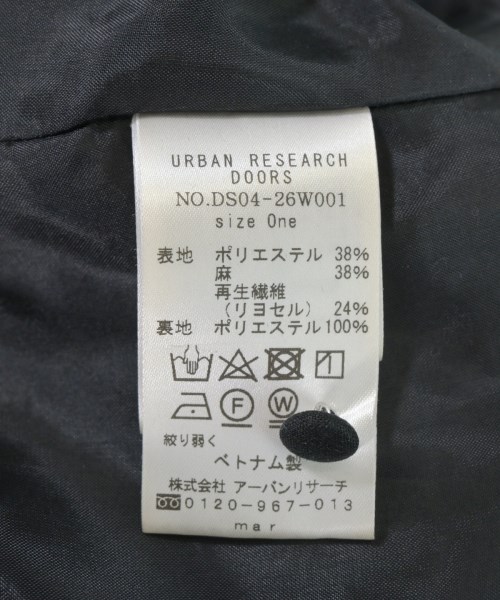 URBAN RESEARCH
DOORS
NO.DS04-26W001
size One
表地 ポリエステル 38%
麻 38%
再生繊維
(リヨセル) 24%
裏地 ポリエステル 100%
F W
絞り弱く
ベトナム製
株式会社 アーバンリサーチ
0120-967-013
mar